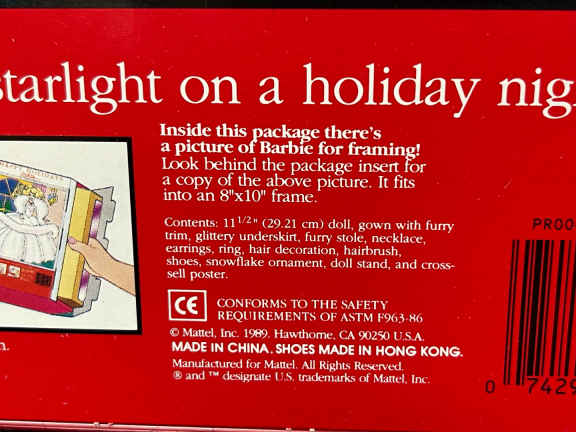 starlight on a holiday nig
Inside this package there's
a picture of Barbie for framing!
Look behind the package insert for
a copy of the above picture. It fits
into an 8"x10" frame.
Contents: 11 1/2" (29.21 cm) doll, gown with furry
trim, glittery underskirt, furry stole, necklace,
earrings, ring, hair decoration, hairbrush,
shoes, snowflake ornament, doll stand, and cross-
sell poster.
CE CONFORMS TO THE SAFETY
REQUIREMENTS OF ASTM F963-86
© Mattel, Inc. 1989. Hawthorne, CA 90250 U.S.A.
MADE IN CHINA. SHOES MADE IN HONG KONG.
Manufactured for Mattel. All Rights Reserved.
® and ™ designate U.S. trademarks of Mattel, Inc.
PR00
0 7429